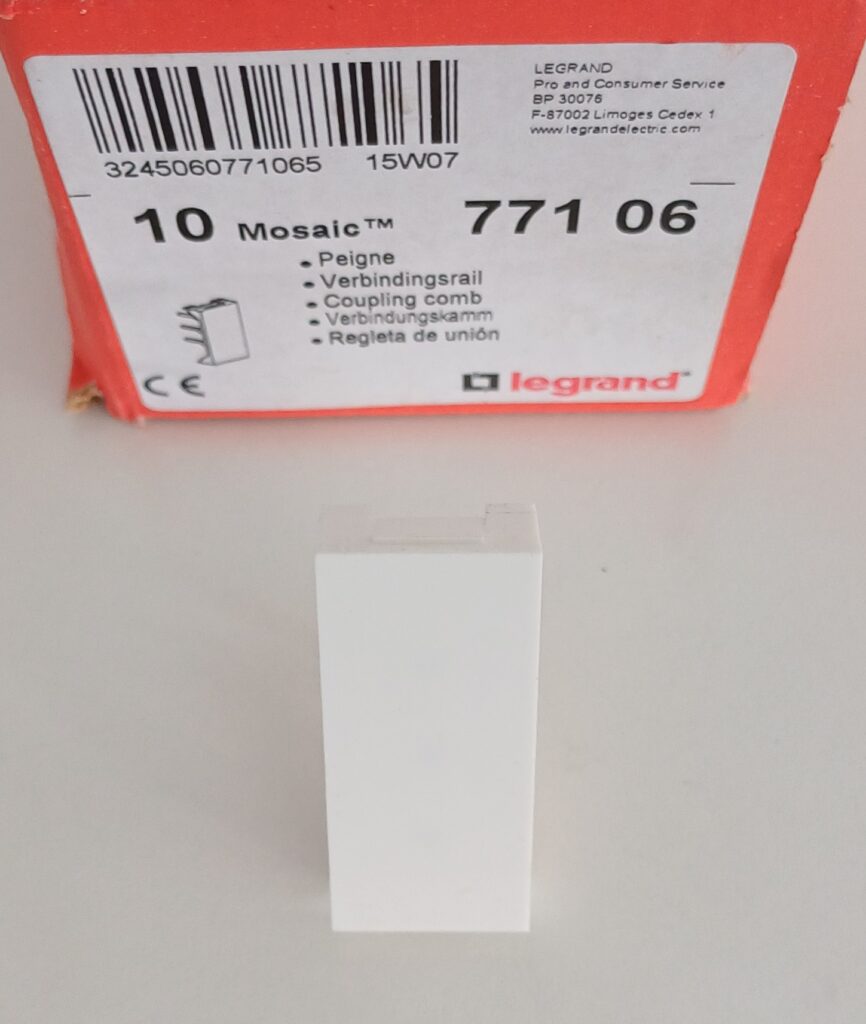 LEGRAND
Pro and Consumer Service
BP 30076
F-87002 Limoges Cedex 1
www.legrandelectric.com
3245060771065 15W07
10 Mosaic™ 771 06
• Peigne
• Verbindingsrail
• Coupling comb
• Verbindungskamm
• Regleta de unión
CE
legrand®